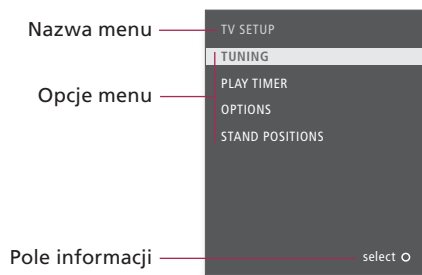 Nazwa menu
TV SETUP
TUNING
Opcje menu
PLAY TIMER
OPTIONS
STAND POSITIONS
Pole informacji
select